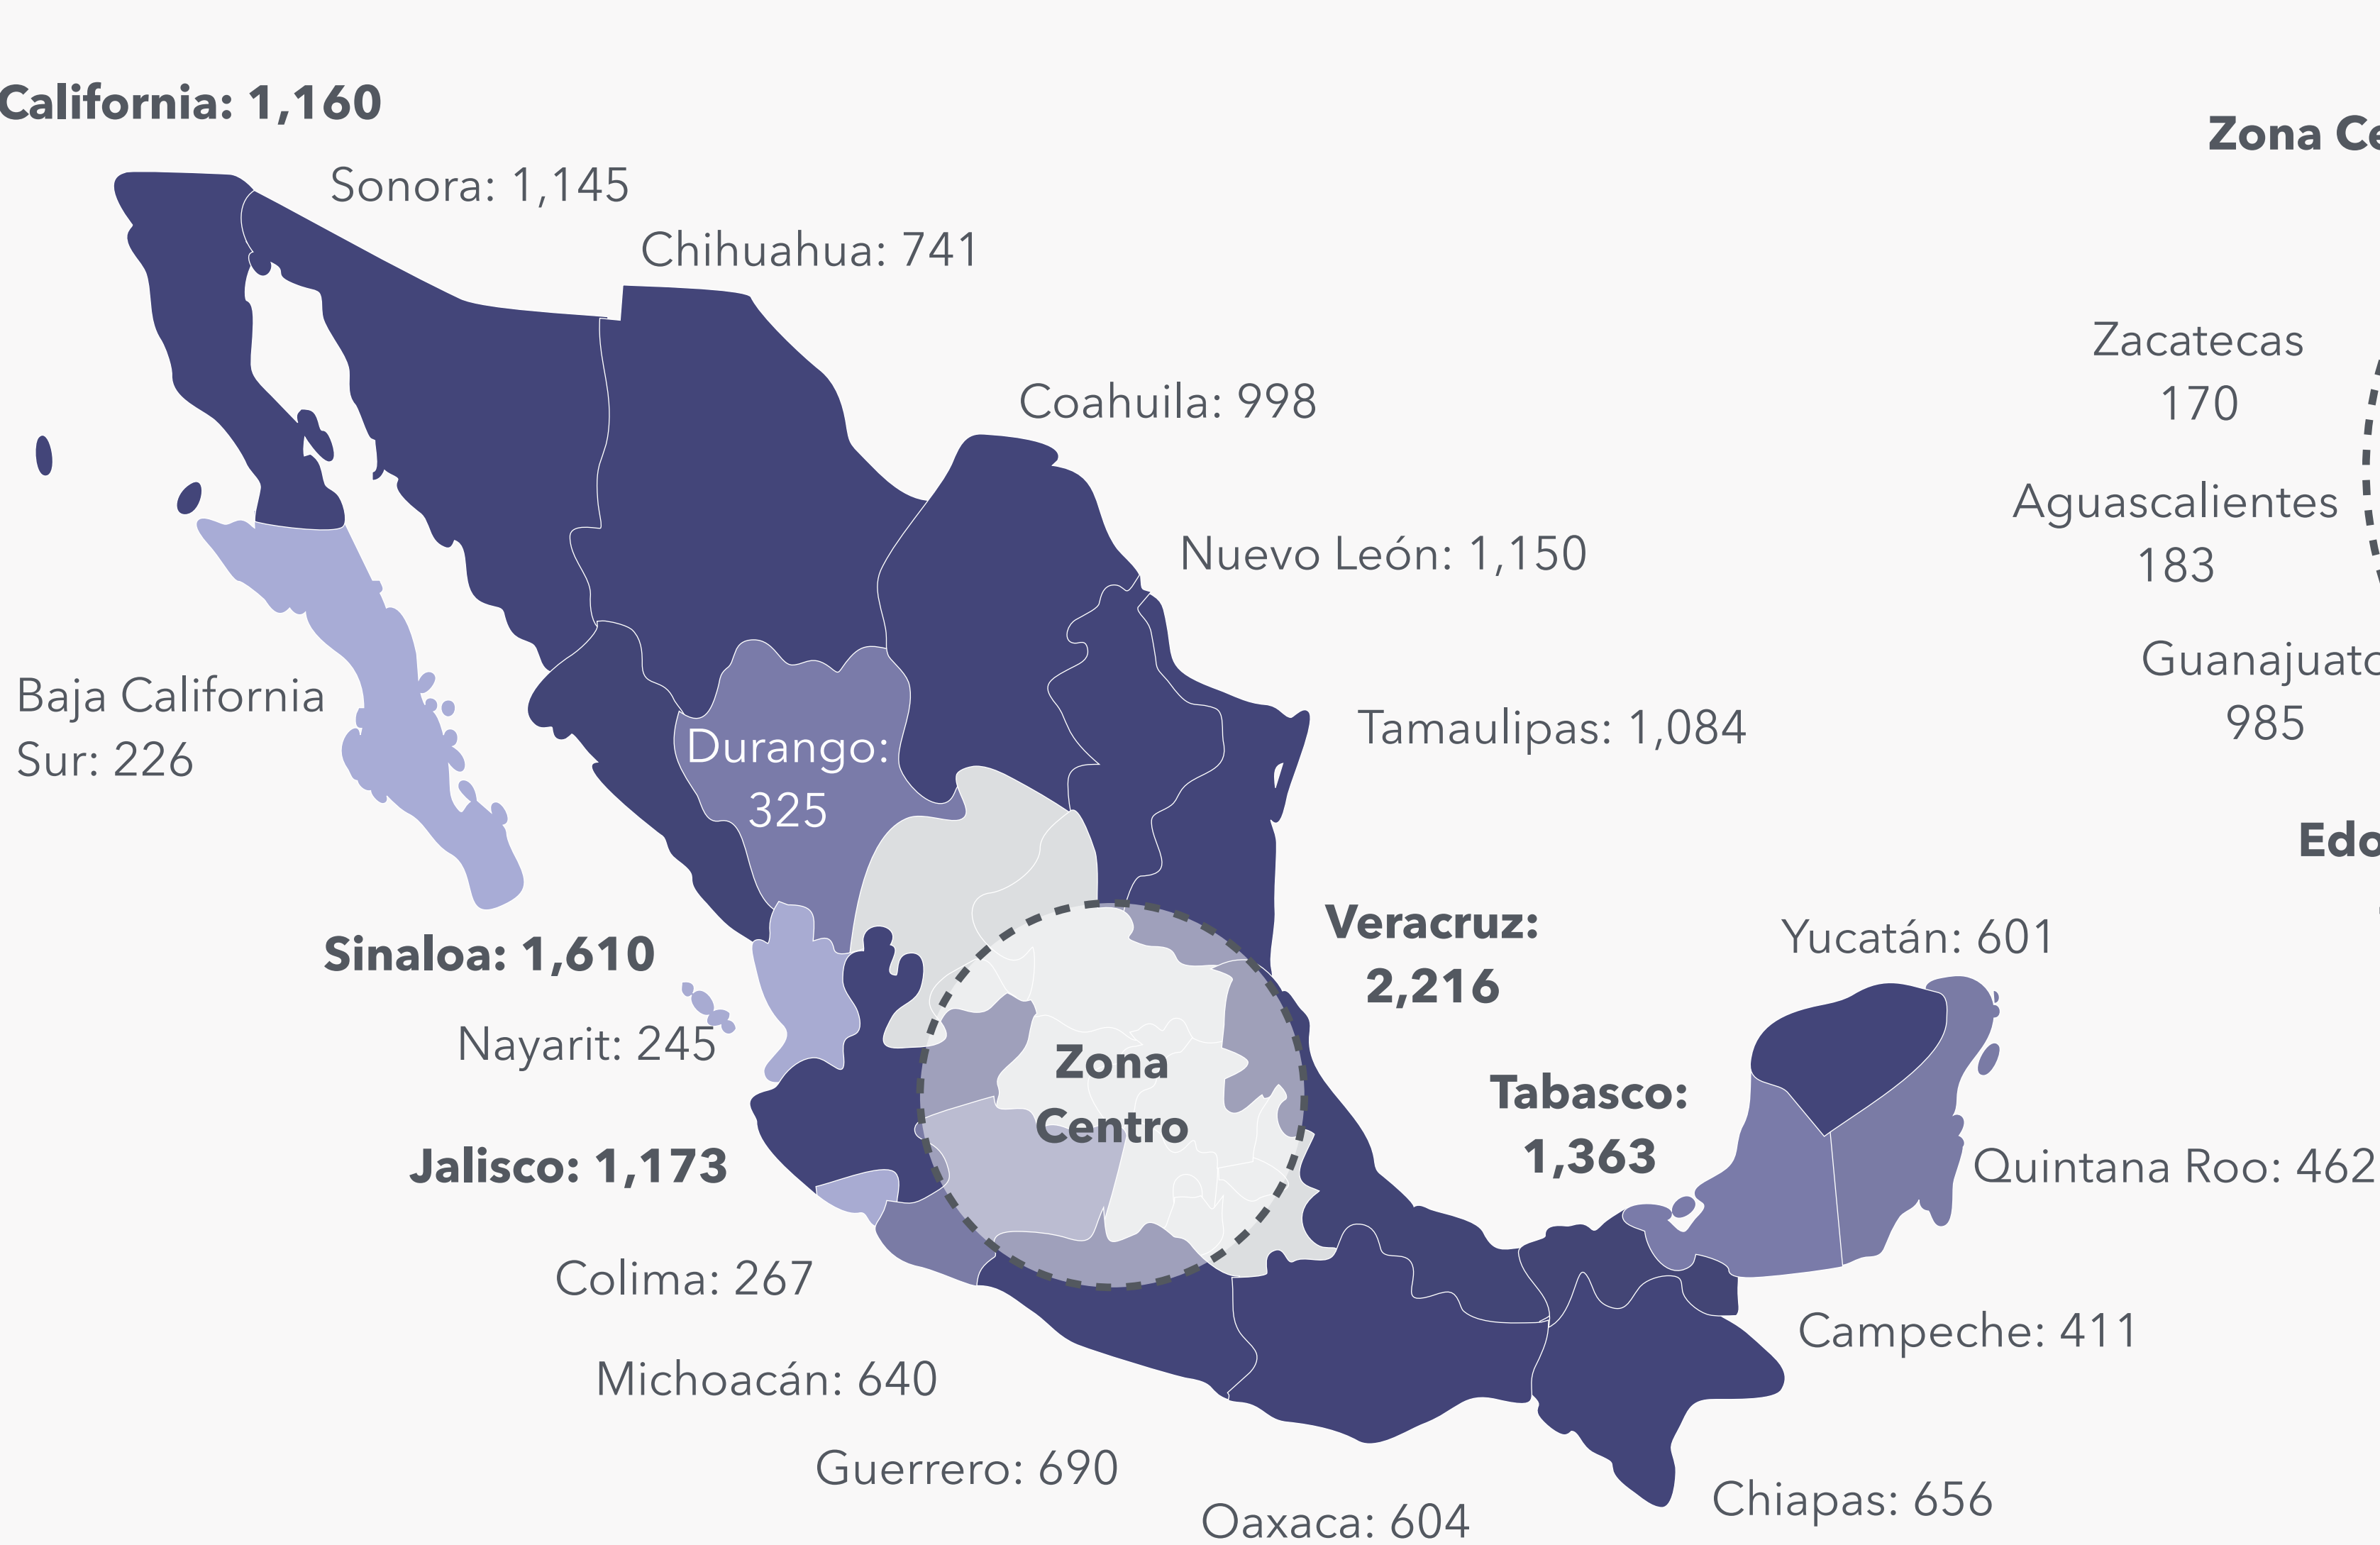 California: 1,160
Zona
Sonora: 1,145
Chihuahua: 741
Zacatecas
170
Coahuila: 998
Aguascalientes
183
Nuevo León: 1,150
Guanajuato
985
Baja California
Sur: 226
Durango:
325
Tamaulipas: 1,084
Sinaloa: 1,610
Nayarit: 245
Veracruz:
2,216
Yucatán: 601
Zona
Centro
Tabasco:
1,363
Jalisco: 1,173
Quintana Roo: 462
Colima: 267
Campeche: 411
Michoacán: 640
Guerrero: 690
Chiapas: 656
Oaxaca: 604